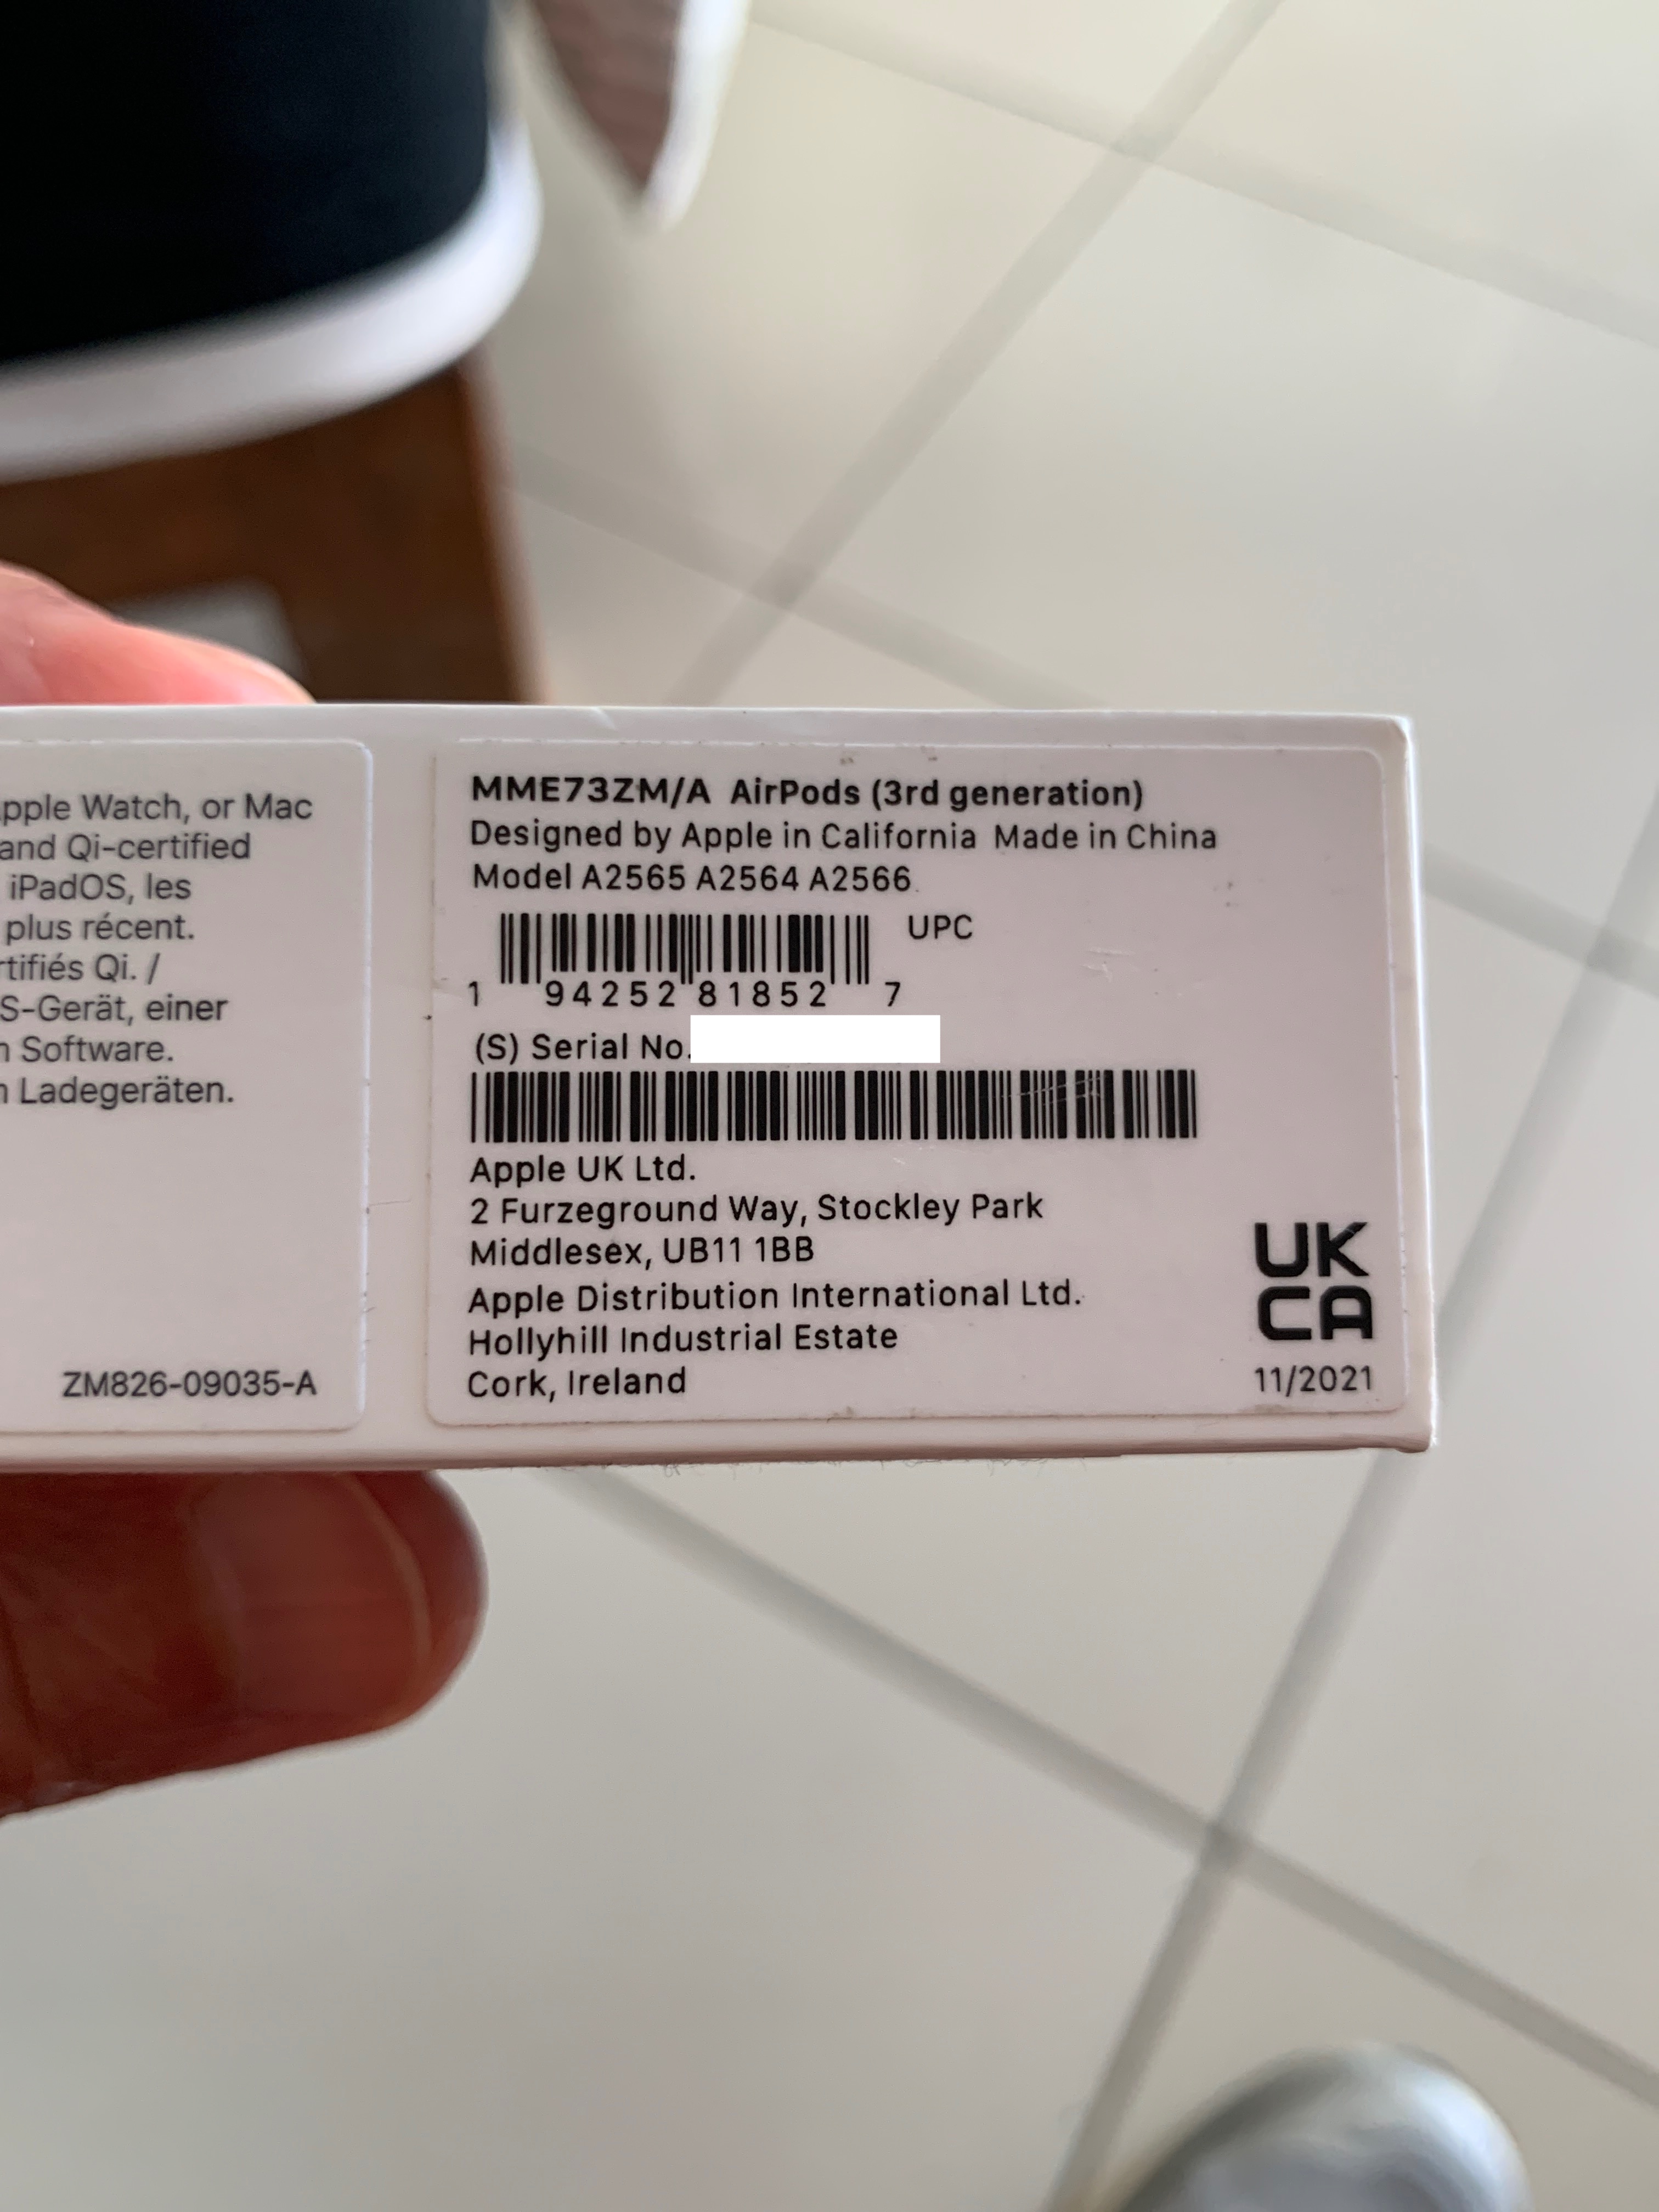 pple Watch, or Mac
and Qi-certified
iPadOS, les
plus récent.
rtifiés Qi. /
S-Gerät, einer
n Software.
n Ladegeräten.
ZM826-09035-A
MME73ZM/A AirPods (3rd generation)
Designed by Apple in California Made in China
Model A2565 A2564 A2566
UPC
1 94252 81852 7
(S) Serial No.
Apple UK Ltd.
2 Furzeground Way, Stockley Park
Middlesex, UB11 1BB
Apple Distribution International Ltd.
Hollyhill Industrial Estate
Cork, Ireland
UK
CA
11/2021